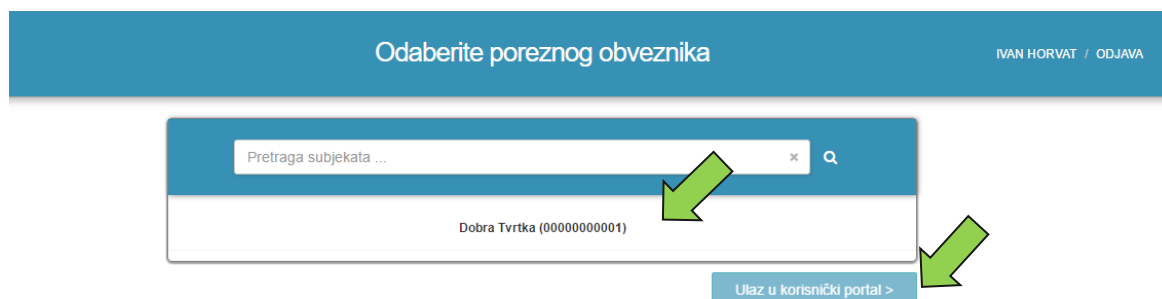 Odaberite poreznog obveznika
IVAN HORVAT / ODJAVA
Pretraga subjekata ...
Dobra Tvrtka (00000000001)
Ulaz u korisnički portal >